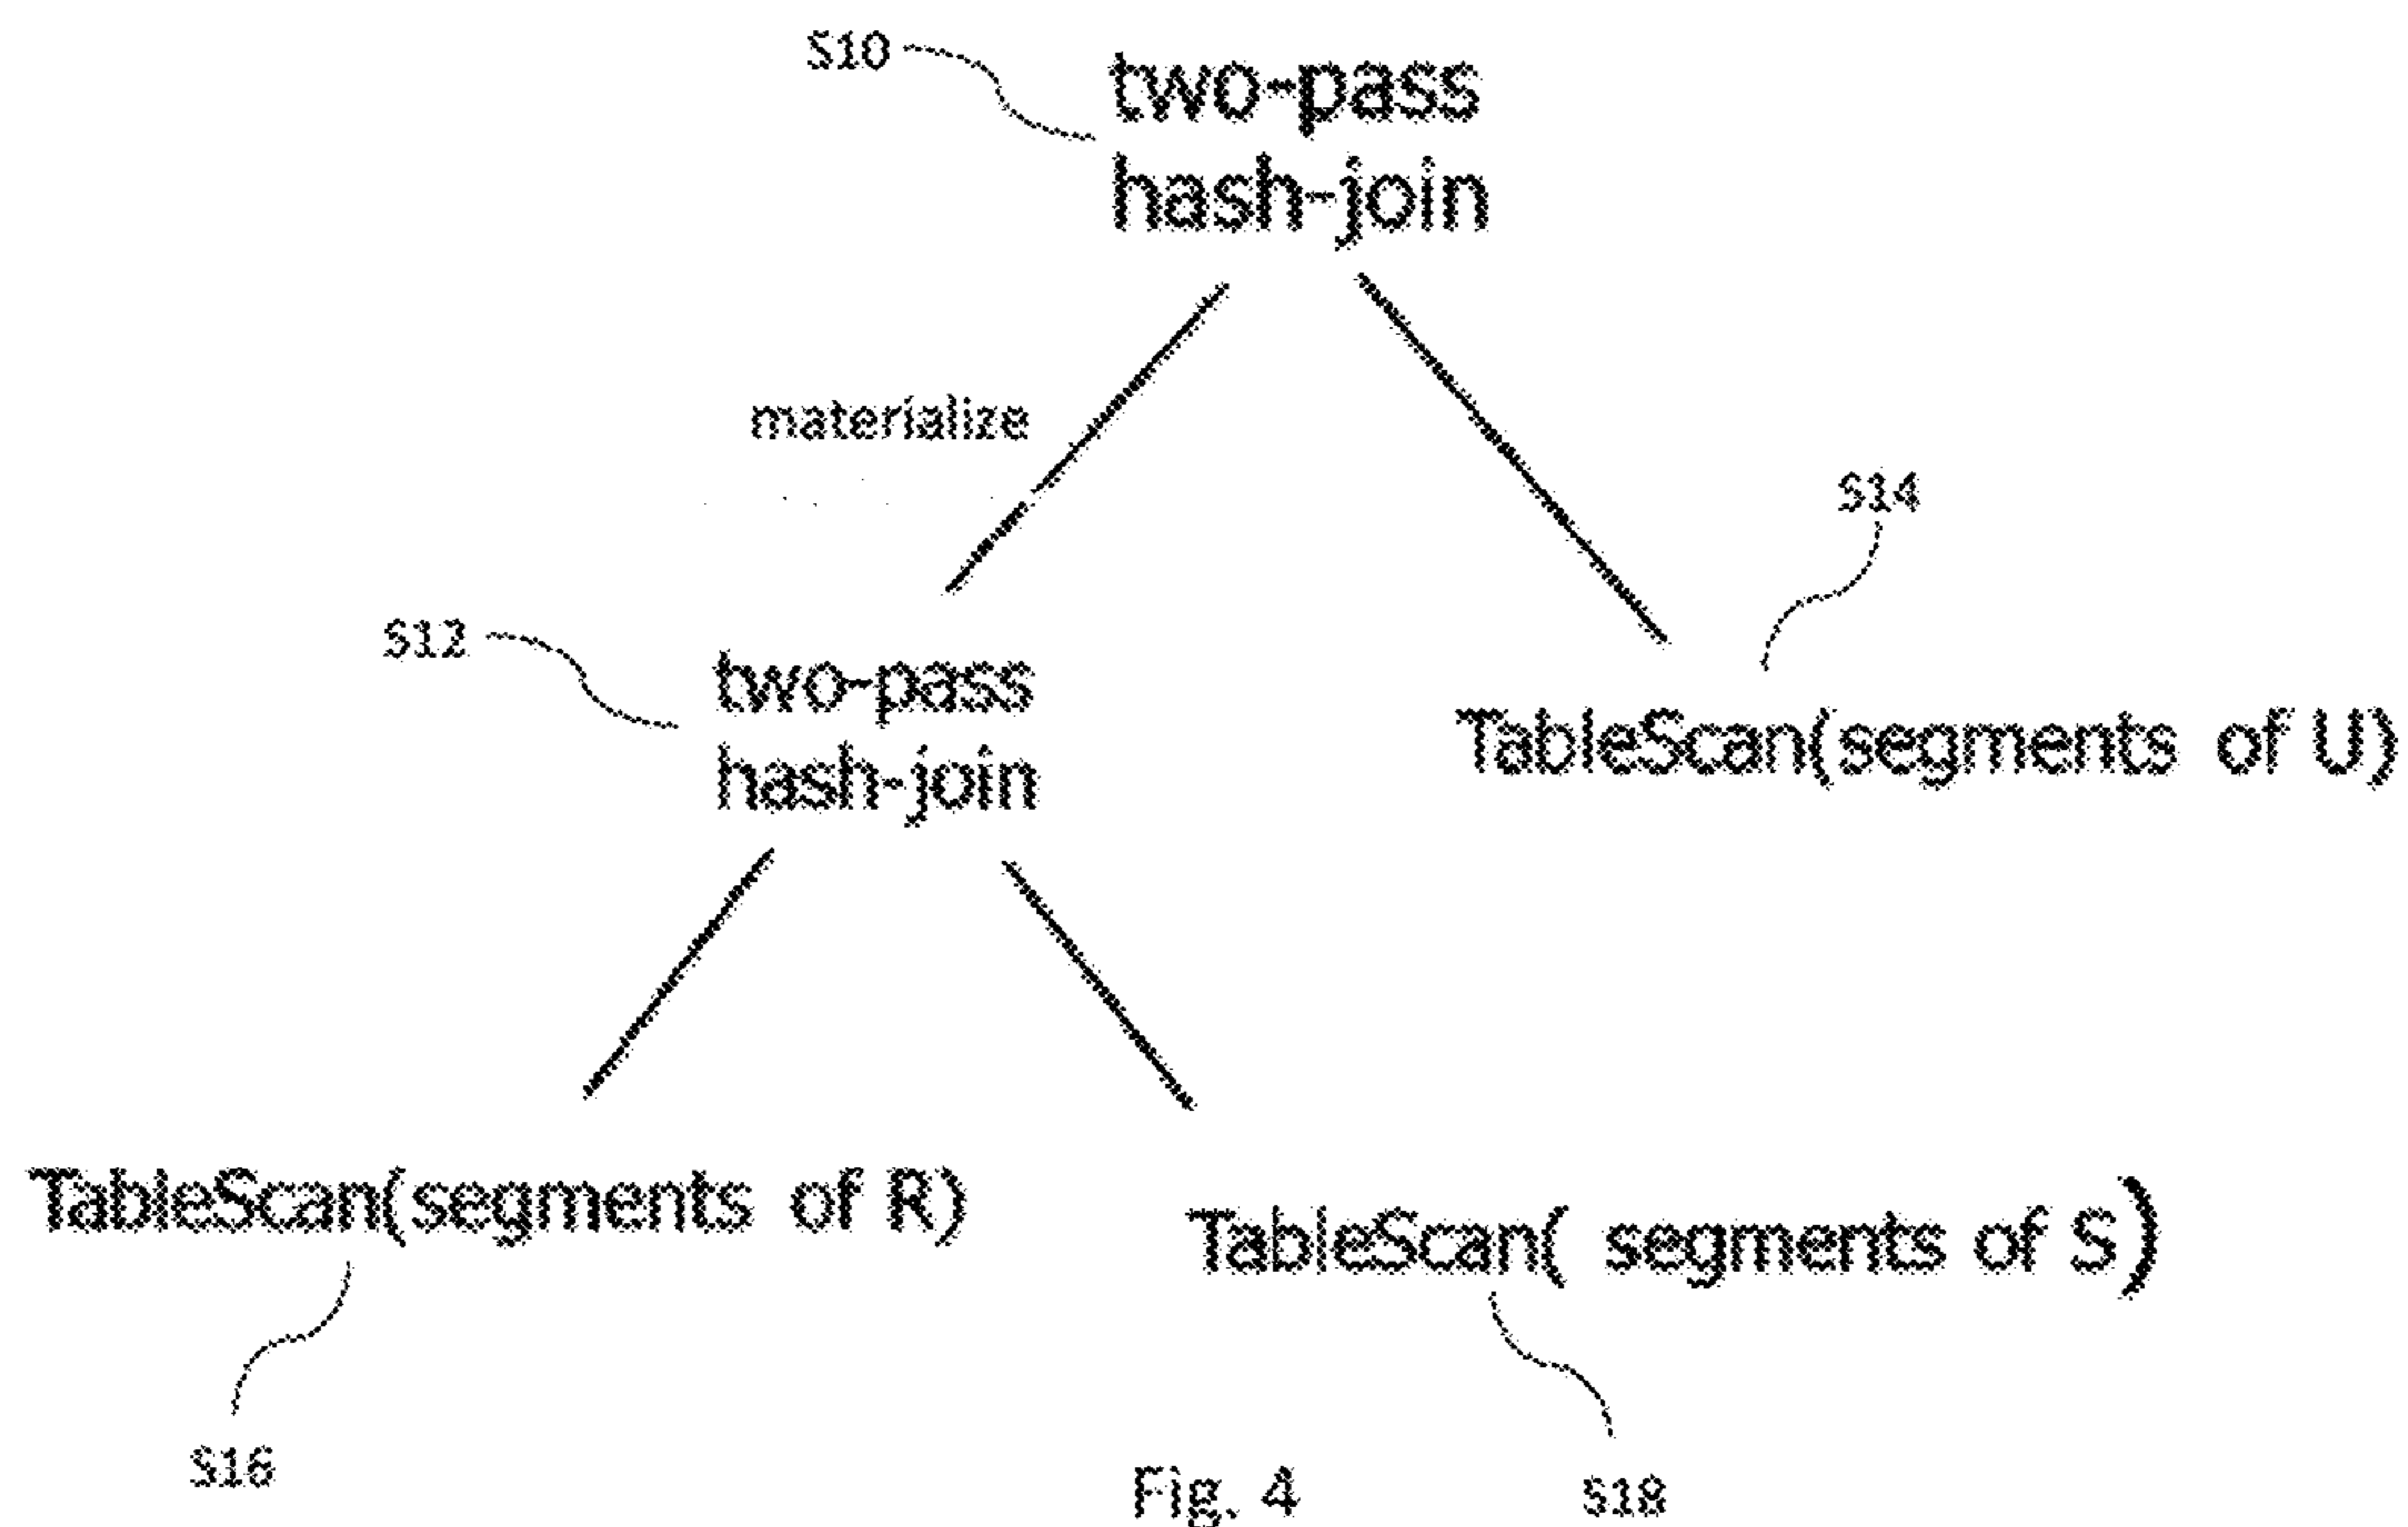 S10
two-pass
hash-join
materialize
S14
S12
two-pass
hash-join
TableScan(segments of U)
TableScan(segments of R)
TableScan( segments of S)
S16
S18
Fig. 4